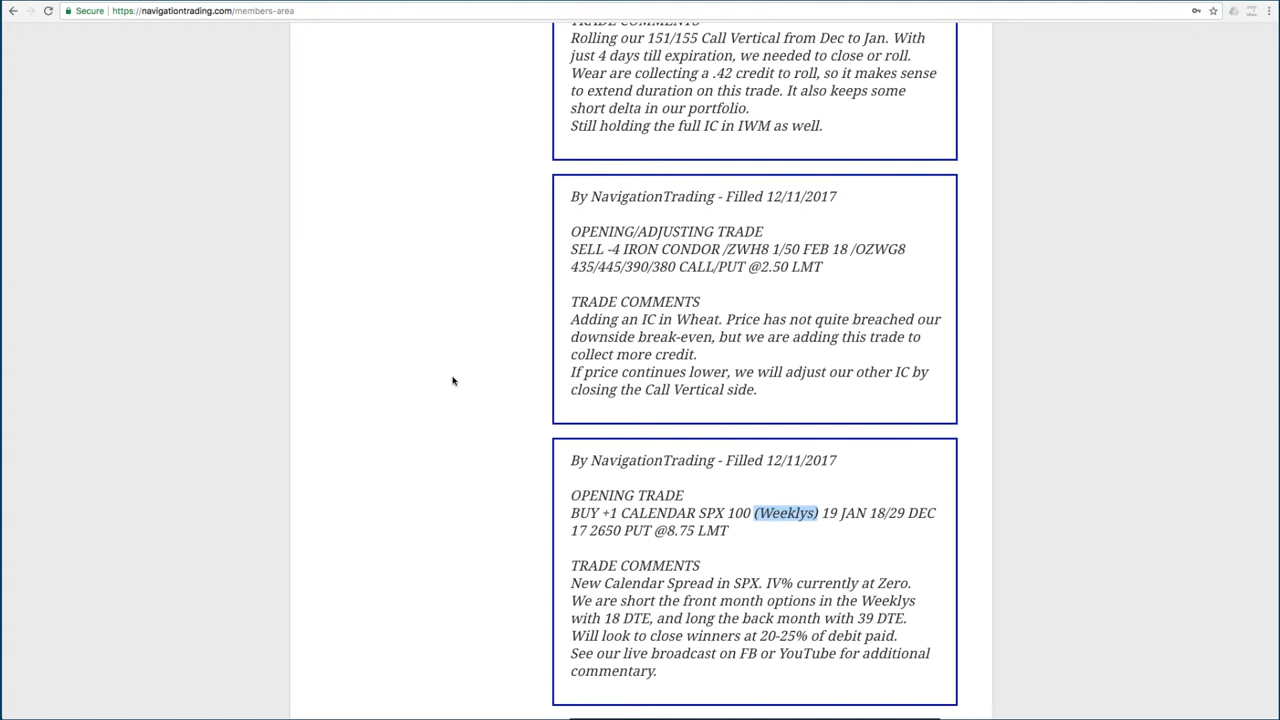 Secure
https://navigationtrading.com/members-area
TRADE COMMENTS
Rolling our 151/155 Call Vertical from Dec to Jan. With
just 4 days till expiration, we needed to close or roll.
Wear are collecting a .42 credit to roll, so it makes sense
to extend duration on this trade. It also keeps some
short delta in our portfolio.
Still holding the full IC in IWM as well.
By NavigationTrading - Filled 12/11/2017
OPENING/ADJUSTING TRADE
SELL -4 IRON CONDOR /ZWH8 1/50 FEB 18 /OZWG8
435/445/390/380 CALL/PUT @2.50 LMT
TRADE COMMENTS
Adding an IC in Wheat. Price has not quite breached our
downside break-even, but we are adding this trade to
collect more credit.
If price continues lower, we will adjust our other IC by
closing the Call Vertical side.
By NavigationTrading - Filled 12/11/2017
OPENING TRADE
BUY +1 CALENDAR SPX 100 (Weeklys) 19 JAN 18/29 DEC
17 2650 PUT @8.75 LMT
TRADE COMMENTS
New Calendar Spread in SPX. IV% currently at Zero.
We are short the front month options in the Weeklys
with 18 DTE, and long the back month with 39 DTE.
Will look to close winners at 20-25% of debit paid.
See our live broadcast on FB or YouTube for additional
commentary.